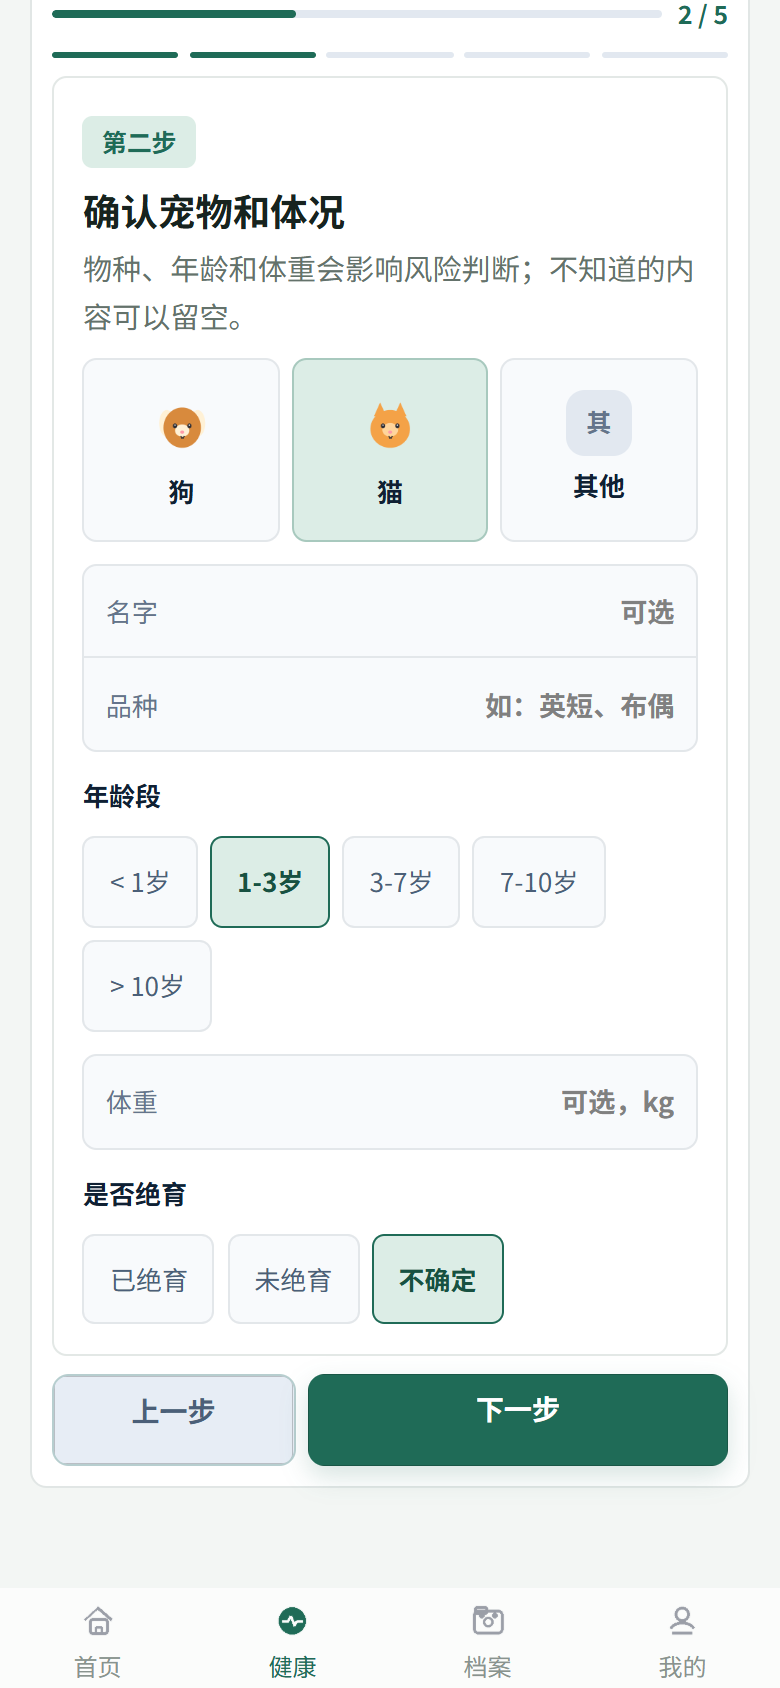 2 / 5
第二步
确认宠物和体况
物种、年龄和体重会影响风险判断；不知道的内
容可以留空。
狗
猫
其
其他
名字
可选
品种
如：英短、布偶
年龄段
< 1岁
1-3岁
3-7岁
7-10岁
> 10岁
体重
可选，kg
是否绝育
已绝育
未绝育
不确定
上一步
下一步
首页
健康
档案
我的